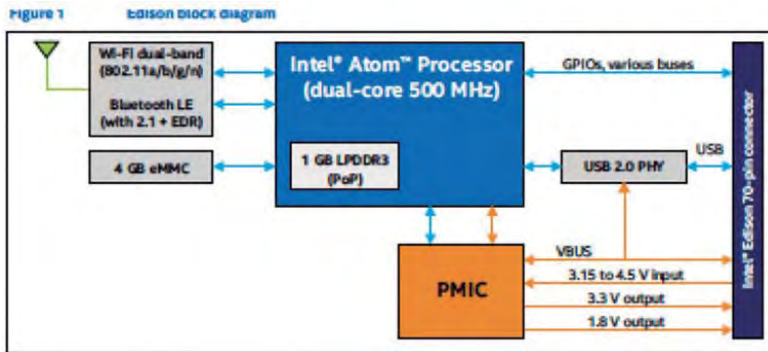 Figure 1 Edison block diagram
Wi-Fi dual-band
(802.11a/b/g/n)
Bluetooth LE
(with 2.1 + EDR)
4 GB eMMC
Intel® Atom™ Processor
(dual-core 500 MHz)
1 GB LPDDR3
(PoP)
GPIOs, various buses
USB 2.0 PHY
USB
PMIC
VBUS
3.15 to 4.5 V input
3.3 V output
1.8 V output
Intel® Edison 70-pin connector